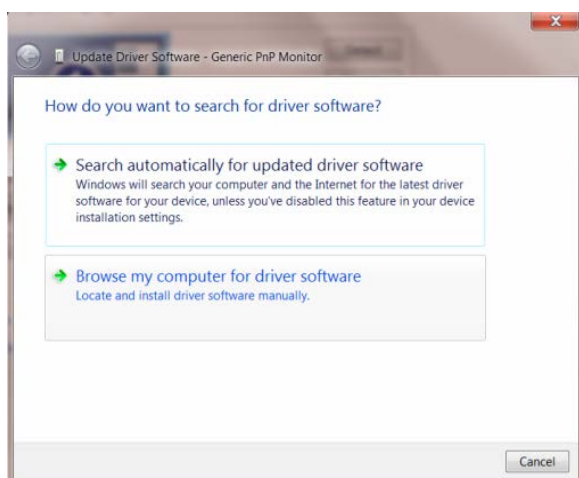 Update Driver Software - Generic PnP Monitor
How do you want to search for driver software?
Search automatically for updated driver software
Windows will search your computer and the Internet for the latest driver
software for your device, unless you've disabled this feature in your device
installation settings.
Browse my computer for driver software
Locate and install driver software manually.
Cancel